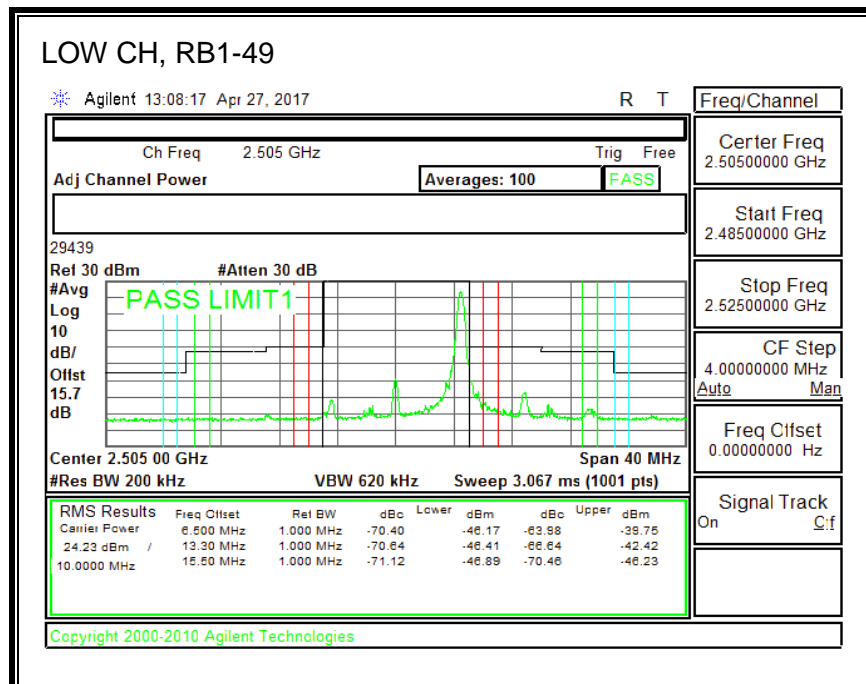 LOW CH, RB1-49
Agilent 13:08:17 Apr 27, 2017 R T
Freq/Channel
Ch Freq 2.505 GHz Trig Free
Adj Channel Power Averages: 100 PASS
Center Freq
2.50500000 GHz
Start Freq
2.48500000 GHz
Stop Freq
2.52500000 GHz
CF Step
4.00000000 MHz
Auto Man
Freq Offset
0.00000000 Hz
Signal Track
On Off
29439
Ref 30 dBm #Atten 30 dB
#Avg
Log
10
dB/
Offst
15.7
dB
PASS LIMIT1
Center 2.505 00 GHz Span 40 MHz
#Res BW 200 kHz VBW 620 kHz Sweep 3.067 ms (1001 pts)
RMS Results Freq Offset Ref BW dBc Lower dBm dBc Upper dBm
Carrier Power 6.500 MHz 1.000 MHz -70.40 -46.17 -63.98 -39.75
24.23 dBm / 13.30 MHz 1.000 MHz -70.64 -46.41 -66.64 -42.42
10.0000 MHz 15.50 MHz 1.000 MHz -71.12 -46.89 -70.46 -46.23
Copyright 2000-2010 Agilent Technologies